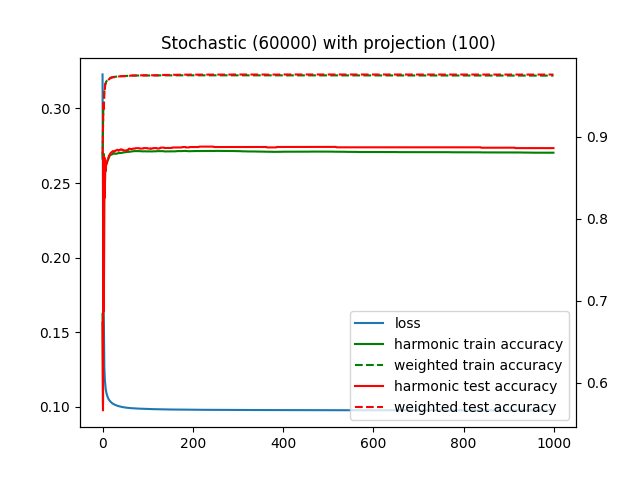 Stochastic (60000) with projection (100)
0.30
0.25
0.20
0.15
0.10
0.9
0.8
0.7
0.6
loss
harmonic train accuracy
weighted train accuracy
harmonic test accuracy
weighted test accuracy
0 200 400 600 800 1000